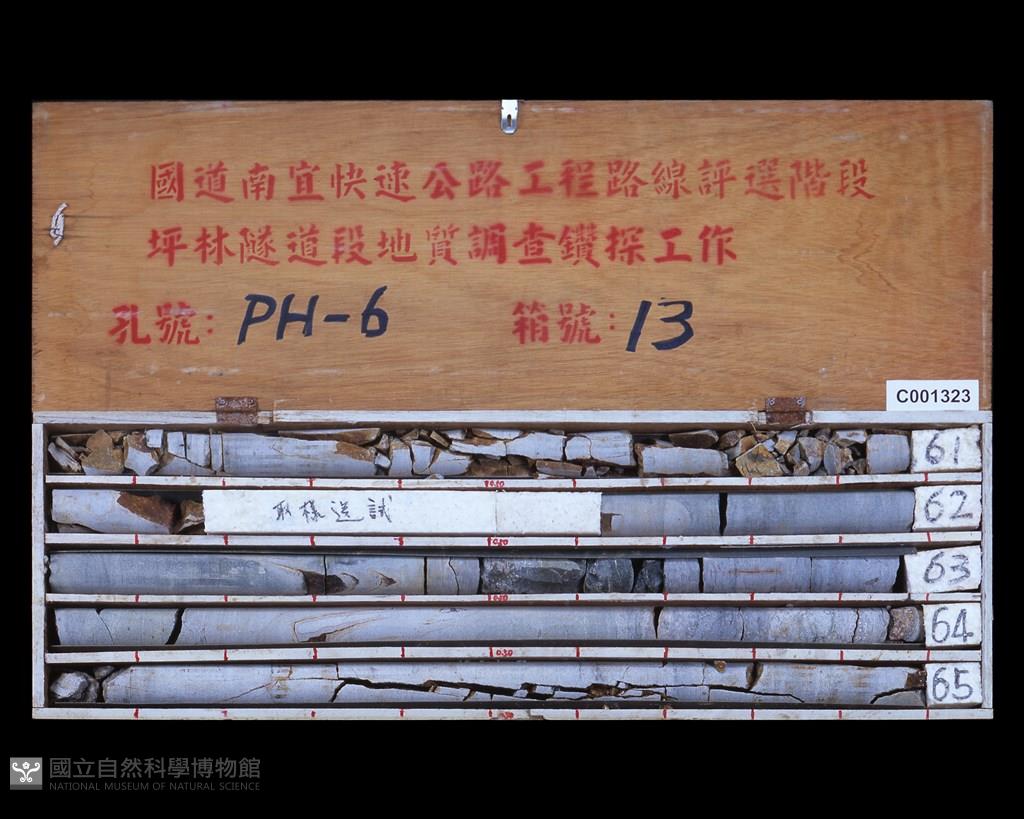 國道南宜快速公路工程路線評選階段
坪林隧道段地質調查鑽探工作
孔號: PH-6 箱號: 13
C001323
61
取樣送試
62
63
64
65
國立自然科學博物館
NATIONAL MUSEUM OF NATURAL SCIENCE